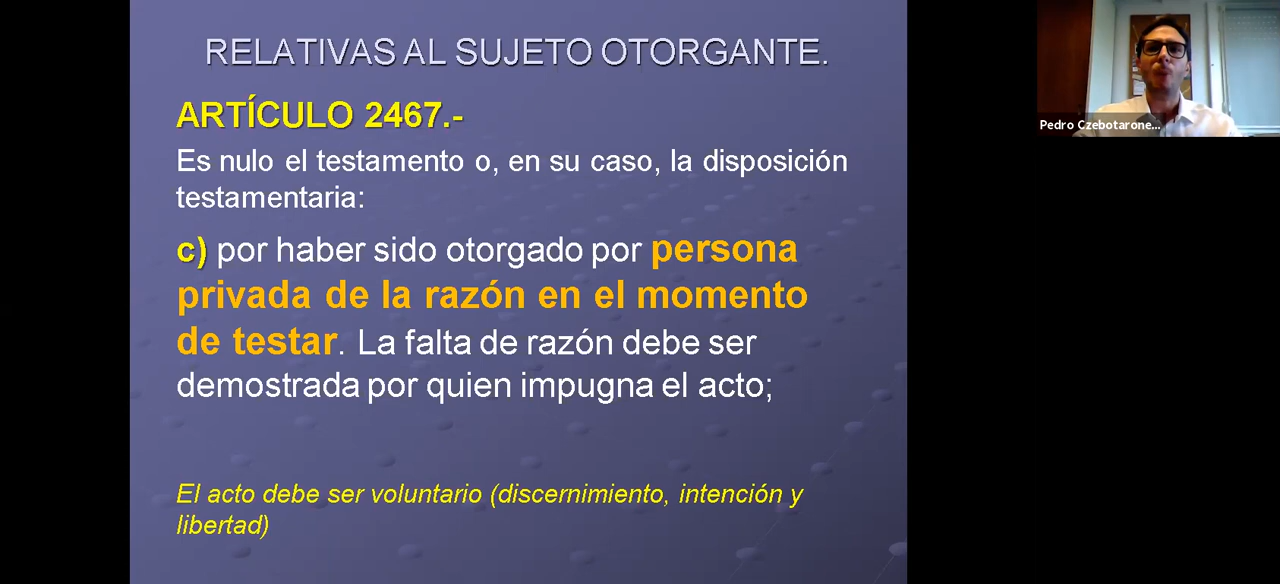 RELATIVAS AL SUJETO OTORGANTE.
ARTÍCULO 2467.-
Es nulo el testamento o, en su caso, la disposición
testamentaria:
c) por haber sido otorgado por persona
privada de la razón en el momento
de testar. La falta de razón debe ser
demostrada por quien impugna el acto;
El acto debe ser voluntario (discernimiento, intención y
libertad)
Pedro Czebotarone...